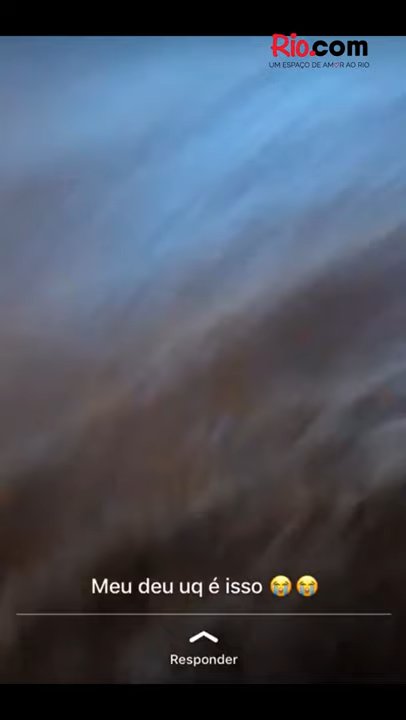 Rio.com
UM ESPAÇO DE AMOR AO RIO
Meu deu uq é isso 😭😭
Responder